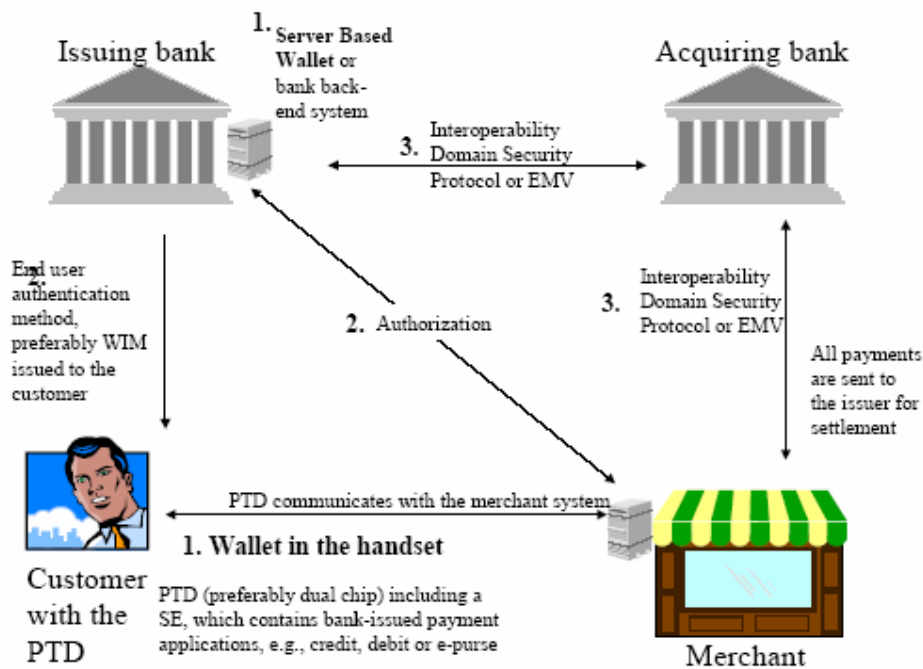 Issuing bank
1.
Server Based
Wallet or
bank back-
end system
Acquiring bank
3.
Interoperability
Domain Security
Protocol or EMV
End user
2.
authentication
method,
preferably WIM
issued to the
customer
2. Authorization
3.
Interoperability
Domain Security
Protocol or EMV
All payments
are sent to
the issuer for
settlement
PTD communicates with the merchant system
1. Wallet in the handset
Customer
with the
PTD
PTD (preferably dual chip) including a
SE, which contains bank-issued payment
applications, e.g., credit, debit or e-purse
Merchant